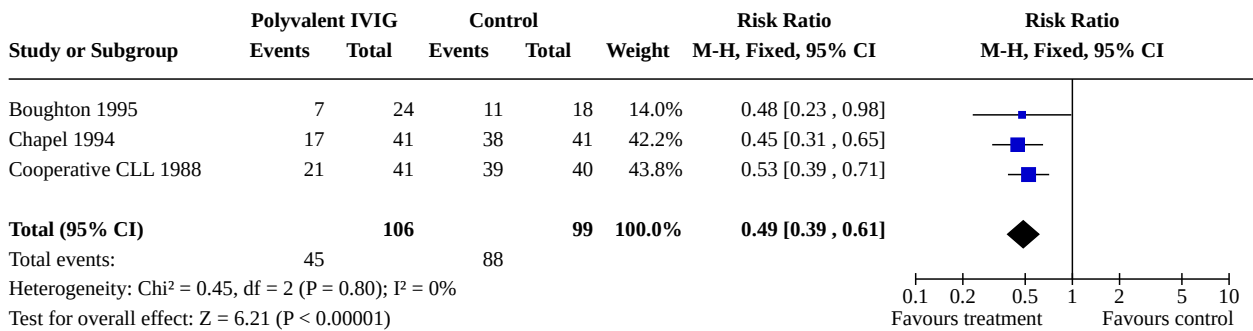 Polyvalent IVIG Control Risk Ratio Risk Ratio
Study or Subgroup Events Total Events Total Weight M-H, Fixed, 95% CI M-H, Fixed, 95% CI
Boughton 1995 7 24 11 18 14.0% 0.48 [0.23 , 0.98]
Chapel 1994 17 41 38 41 42.2% 0.45 [0.31 , 0.65]
Cooperative CLL 1988 21 41 39 40 43.8% 0.53 [0.39 , 0.71]
Total (95% CI) 106 99 100.0% 0.49 [0.39 , 0.61]
Total events: 45 88
Heterogeneity: Chi² = 0.45, df = 2 (P = 0.80); I² = 0%
0.1 0.2 0.5 1 2 5 10
Test for overall effect: Z = 6.21 (P < 0.00001) Favours treatment Favours control